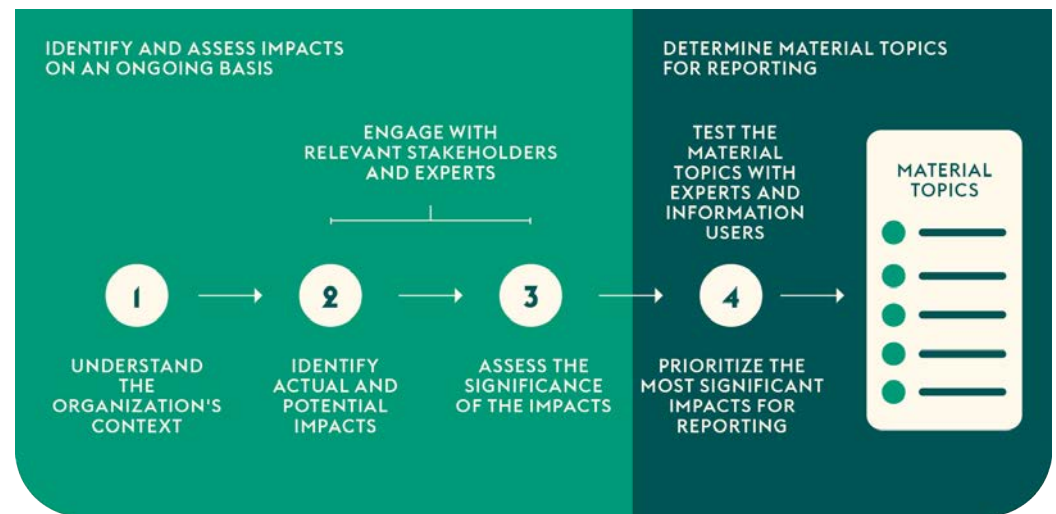 IDENTIFY AND ASSESS IMPACTS
ON AN ONGOING BASIS
DETERMINE MATERIAL TOPICS
FOR REPORTING
ENGAGE WITH
RELEVANT STAKEHOLDERS
AND EXPERTS
TEST THE
MATERIAL
TOPICS WITH
EXPERTS AND
INFORMATION
USERS
MATERIAL
TOPICS
1
2
3
4
UNDERSTAND
THE
ORGANIZATION'S
CONTEXT
IDENTIFY
ACTUAL AND
POTENTIAL
IMPACTS
ASSESS THE
SIGNIFICANCE
OF THE IMPACTS
PRIORITIZE THE
MOST SIGNIFICANT
IMPACTS FOR
REPORTING